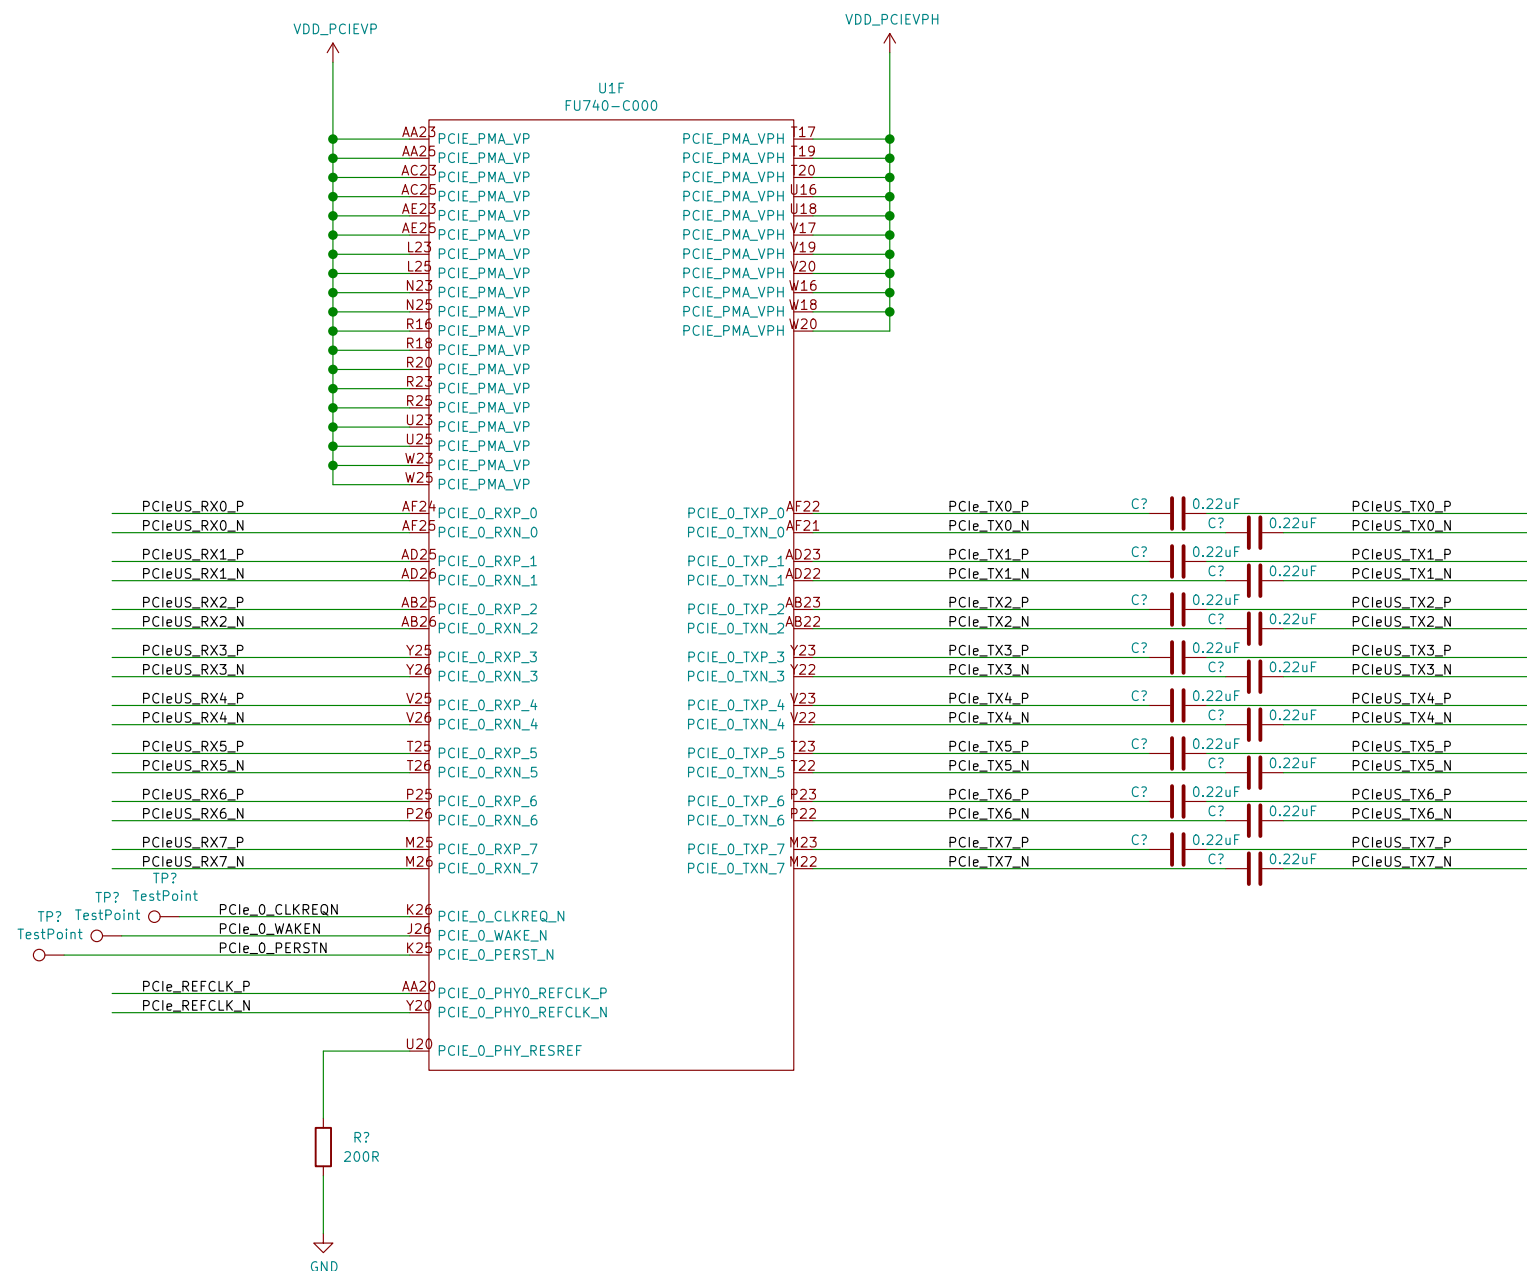 VDD_PCIEVP
VDD_PCIEVPH
U1F
FU740-C000
AA23 PCIE_PMA_VP PCIE_PMA_VPH T17
AA25 PCIE_PMA_VP PCIE_PMA_VPH T19
AC23 PCIE_PMA_VP PCIE_PMA_VPH T20
AC25 PCIE_PMA_VP PCIE_PMA_VPH U16
AE23 PCIE_PMA_VP PCIE_PMA_VPH U18
AE25 PCIE_PMA_VP PCIE_PMA_VPH V17
L23 PCIE_PMA_VP PCIE_PMA_VPH V19
L25 PCIE_PMA_VP PCIE_PMA_VPH V20
N23 PCIE_PMA_VP PCIE_PMA_VPH W16
N25 PCIE_PMA_VP PCIE_PMA_VPH W18
R16 PCIE_PMA_VP PCIE_PMA_VPH W20
R18 PCIE_PMA_VP
R20 PCIE_PMA_VP
R23 PCIE_PMA_VP
R25 PCIE_PMA_VP
U23 PCIE_PMA_VP
U25 PCIE_PMA_VP
W23 PCIE_PMA_VP
W25 PCIE_PMA_VP
PCIeUS_RX0_P AF24 PCIE_0_RXP_0 PCIE_0_TXP_0 AF22 PCIe_TX0_P C? 0.22uF PCIeUS_TX0_P
PCIeUS_RX0_N AF25 PCIE_0_RXN_0 PCIE_0_TXN_0 AF21 PCIe_TX0_N C? 0.22uF PCIeUS_TX0_N
PCIeUS_RX1_P AD25 PCIE_0_RXP_1 PCIE_0_TXP_1 AD23 PCIe_TX1_P C? 0.22uF PCIeUS_TX1_P
PCIeUS_RX1_N AD26 PCIE_0_RXN_1 PCIE_0_TXN_1 AD22 PCIe_TX1_N C? 0.22uF PCIeUS_TX1_N
PCIeUS_RX2_P AB25 PCIE_0_RXP_2 PCIE_0_TXP_2 AB23 PCIe_TX2_P C? 0.22uF PCIeUS_TX2_P
PCIeUS_RX2_N AB26 PCIE_0_RXN_2 PCIE_0_TXN_2 AB22 PCIe_TX2_N C? 0.22uF PCIeUS_TX2_N
PCIeUS_RX3_P Y25 PCIE_0_RXP_3 PCIE_0_TXP_3 Y23 PCIe_TX3_P C? 0.22uF PCIeUS_TX3_P
PCIeUS_RX3_N Y26 PCIE_0_RXN_3 PCIE_0_TXN_3 Y22 PCIe_TX3_N C? 0.22uF PCIeUS_TX3_N
PCIeUS_RX4_P V25 PCIE_0_RXP_4 PCIE_0_TXP_4 V23 PCIe_TX4_P C? 0.22uF PCIeUS_TX4_P
PCIeUS_RX4_N V26 PCIE_0_RXN_4 PCIE_0_TXN_4 V22 PCIe_TX4_N C? 0.22uF PCIeUS_TX4_N
PCIeUS_RX5_P T25 PCIE_0_RXP_5 PCIE_0_TXP_5 T23 PCIe_TX5_P C? 0.22uF PCIeUS_TX5_P
PCIeUS_RX5_N T26 PCIE_0_RXN_5 PCIE_0_TXN_5 T22 PCIe_TX5_N C? 0.22uF PCIeUS_TX5_N
PCIeUS_RX6_P P25 PCIE_0_RXP_6 PCIE_0_TXP_6 P23 PCIe_TX6_P C? 0.22uF PCIeUS_TX6_P
PCIeUS_RX6_N P26 PCIE_0_RXN_6 PCIE_0_TXN_6 P22 PCIe_TX6_N C? 0.22uF PCIeUS_TX6_N
PCIeUS_RX7_P M25 PCIE_0_RXP_7 PCIE_0_TXP_7 M23 PCIe_TX7_P C? 0.22uF PCIeUS_TX7_P
PCIeUS_RX7_N M26 PCIE_0_RXN_7 PCIE_0_TXN_7 M22 PCIe_TX7_N C? 0.22uF PCIeUS_TX7_N
TP?
TestPoint
PCIe_0_CLKREQN K26 PCIE_0_CLKREQ_N
TP?
TestPoint
PCIe_0_WAKEN J26 PCIE_0_WAKE_N
TP?
TestPoint
PCIe_0_PERSTN K25 PCIE_0_PERST_N
PCIe_REFCLK_P AA20 PCIE_0_PHY0_REFCLK_P
PCIe_REFCLK_N Y20 PCIE_0_PHY0_REFCLK_N
U20 PCIE_0_PHY_RESREF
R?
200R
GND